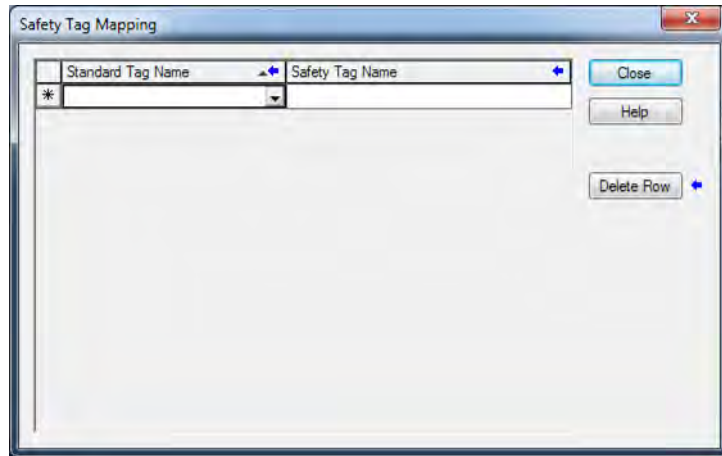 Safety Tag Mapping
Standard Tag Name Safety Tag Name
Close
Help
Delete Row